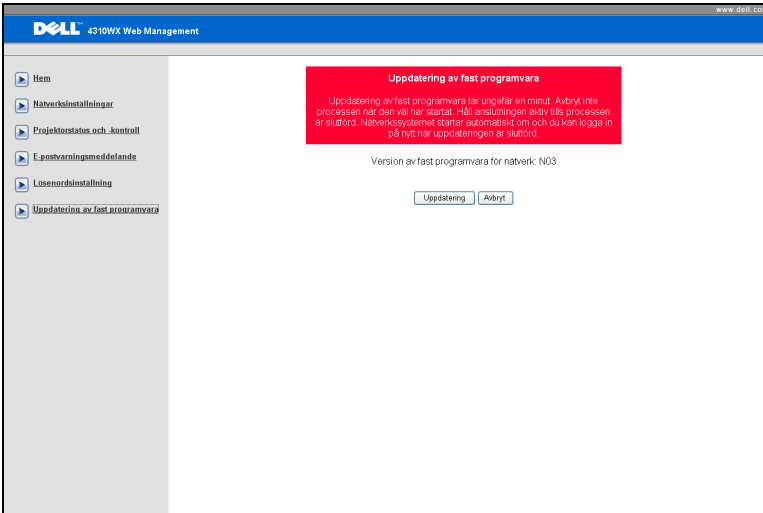 www.dell.co
DELL™ 4310WX Web Management
Hem
Nätverksinställningar
Projektorstatus och -kontroll
E-postvarningsmeddelande
Lösenordsinställning
Uppdatering av fast programvara
Uppdatering av fast programvara
Uppdatering av fast programvara tar ungefär en minut. Avbryt inte
processen när den väl har startat. Håll anslutningen aktiv tills processen
är slutförd. Nätverkssystemet startar automatiskt om och du kan logga in
på nytt när uppdateringen är slutförd.
Version av fast programvara för nätverk: N03
Uppdatering Avbryt